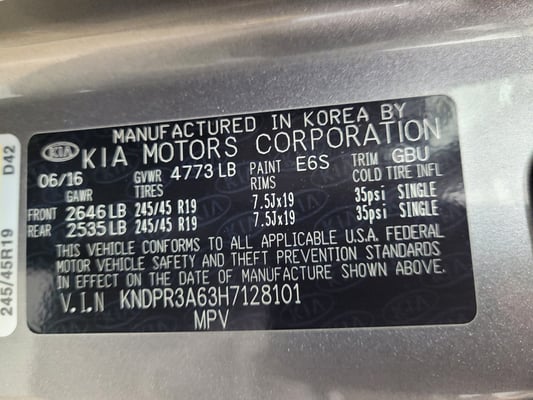 MANUFACTURED IN KOREA BY
KIA KIA MOTORS CORPORATION
06/16 GVWR 4773 LB PAINT E6S TRIM GBU
GAWR TIRES RIMS COLD TIRE INFL
FRONT 2646 LB 245/45 R19 7.5Jx19 35psi SINGLE
REAR 2535 LB 245/45 R19 7.5Jx19 35psi SINGLE
THIS VEHICLE CONFORMS TO ALL APPLICABLE U.S.A. FEDERAL
MOTOR VEHICLE SAFETY AND THEFT PREVENTION STANDARDS
IN EFFECT ON THE DATE OF MANUFACTURE SHOWN ABOVE.
V.I.N KNDPR3A63H7128101
MPV
245/45R19 D42